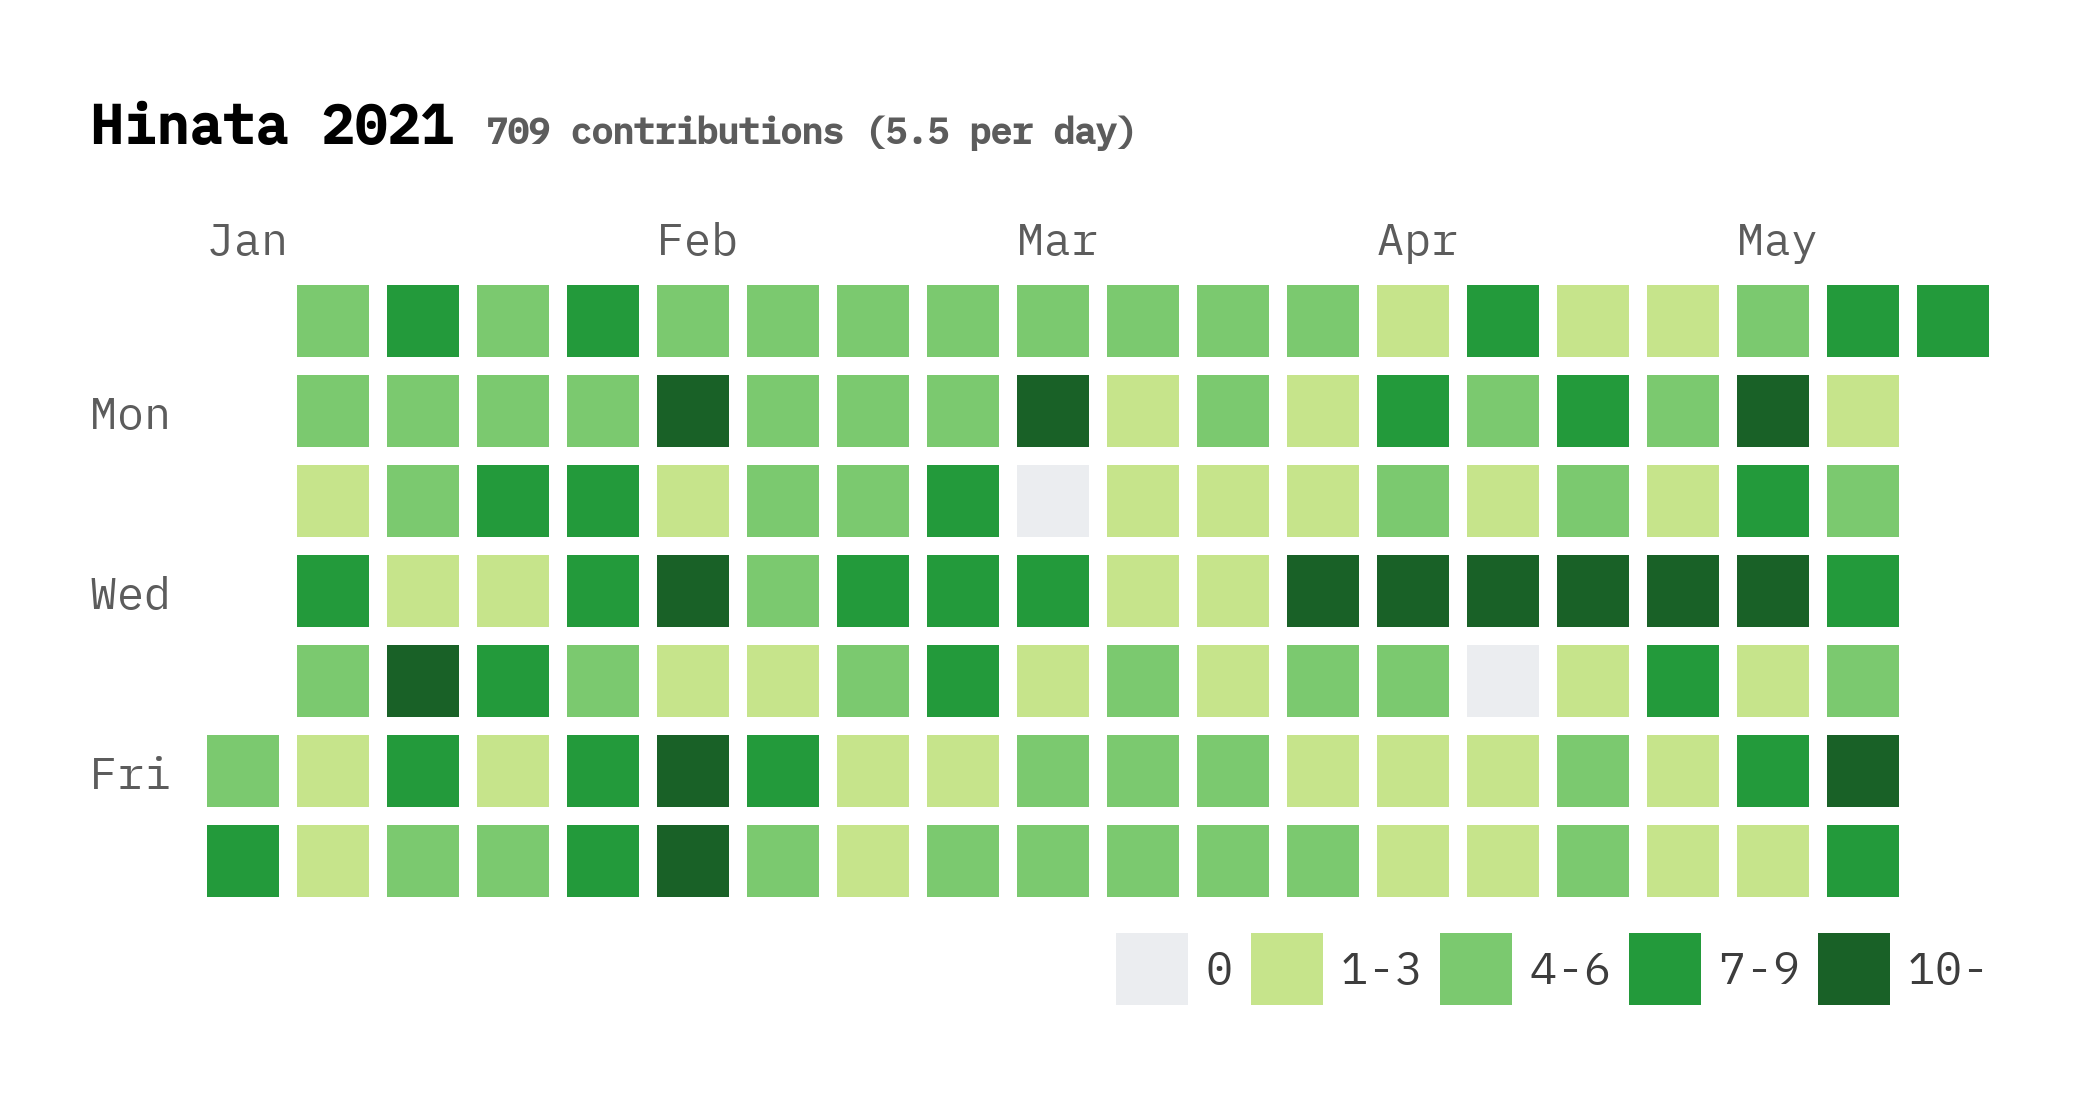 Hinata 2021 709 contributions (5.5 per day)
Jan Feb Mar Apr May
Mon
Wed
Fri
0 1-3 4-6 7-9 10-